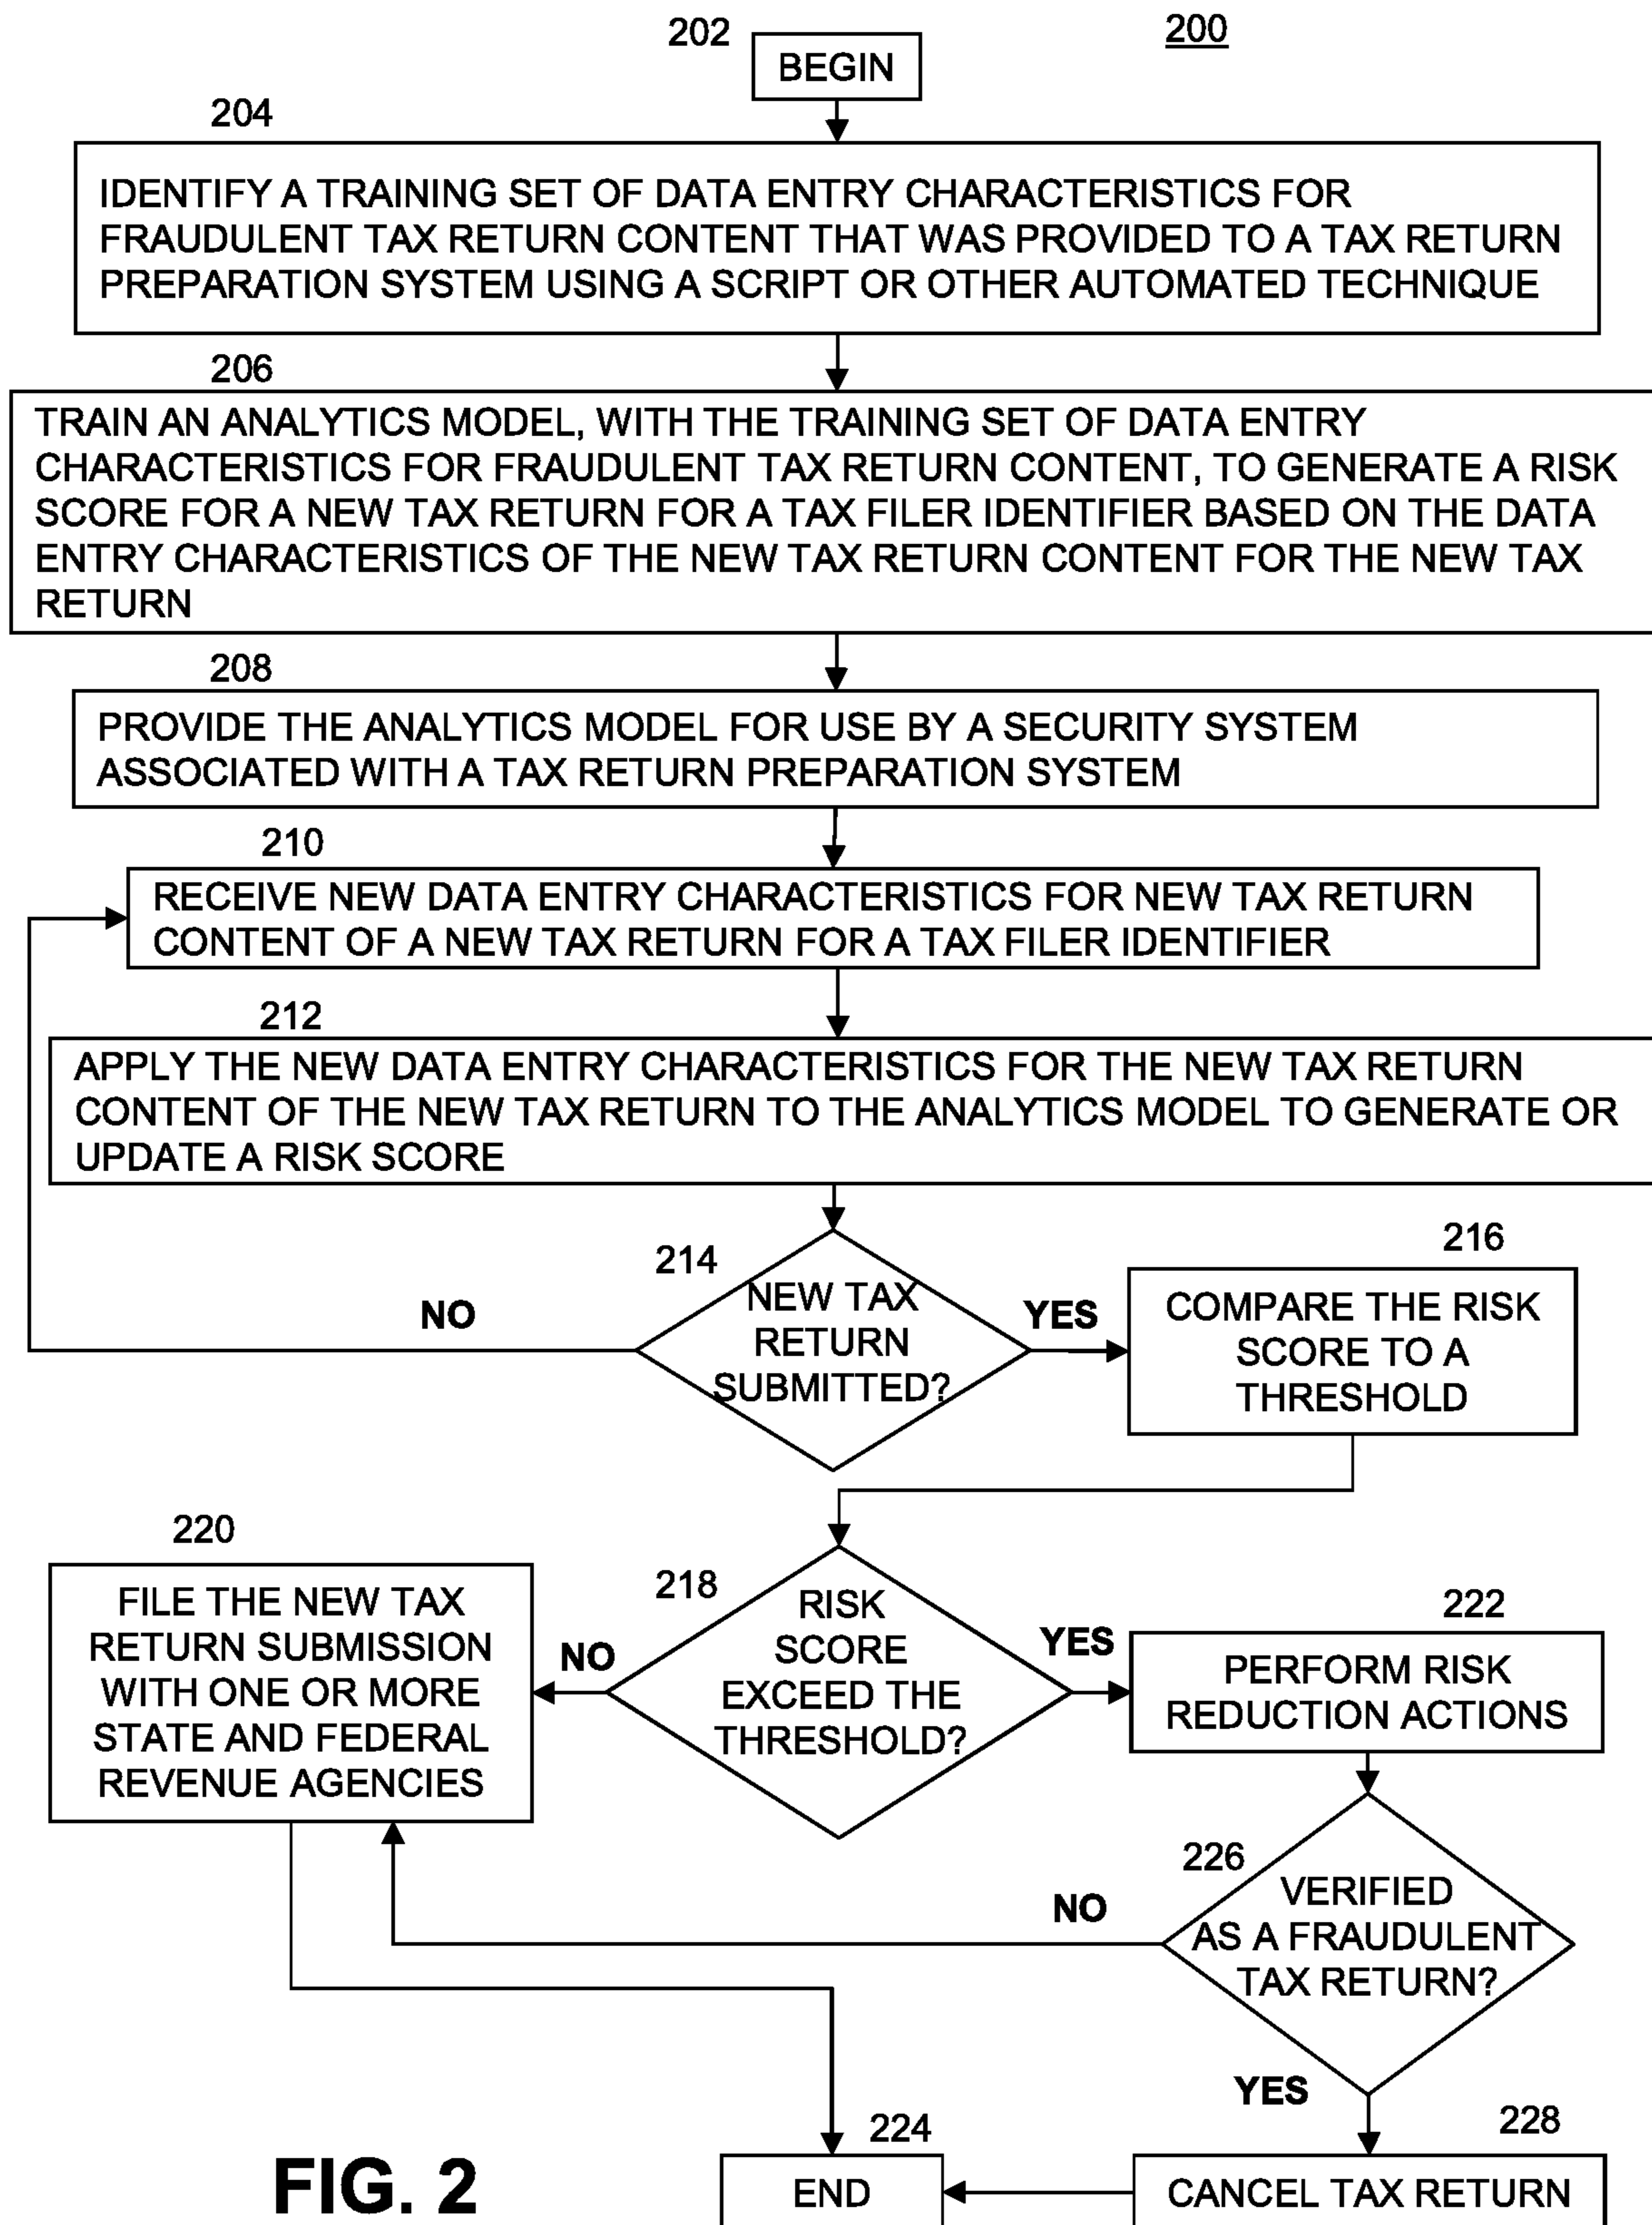 202
200
BEGIN
204
IDENTIFY A TRAINING SET OF DATA ENTRY CHARACTERISTICS FOR
FRAUDULENT TAX RETURN CONTENT THAT WAS PROVIDED TO A TAX RETURN
PREPARATION SYSTEM USING A SCRIPT OR OTHER AUTOMATED TECHNIQUE
206
TRAIN AN ANALYTICS MODEL, WITH THE TRAINING SET OF DATA ENTRY
CHARACTERISTICS FOR FRAUDULENT TAX RETURN CONTENT, TO GENERATE A RISK
SCORE FOR A NEW TAX RETURN FOR A TAX FILER IDENTIFIER BASED ON THE DATA
ENTRY CHARACTERISTICS OF THE NEW TAX RETURN CONTENT FOR THE NEW TAX
RETURN
208
PROVIDE THE ANALYTICS MODEL FOR USE BY A SECURITY SYSTEM
ASSOCIATED WITH A TAX RETURN PREPARATION SYSTEM
210
RECEIVE NEW DATA ENTRY CHARACTERISTICS FOR NEW TAX RETURN
CONTENT OF A NEW TAX RETURN FOR A TAX FILER IDENTIFIER
212
APPLY THE NEW DATA ENTRY CHARACTERISTICS FOR THE NEW TAX RETURN
CONTENT OF THE NEW TAX RETURN TO THE ANALYTICS MODEL TO GENERATE OR
UPDATE A RISK SCORE
214
NEW TAX
RETURN
SUBMITTED?
NO
YES
216
COMPARE THE RISK
SCORE TO A
THRESHOLD
218
RISK
SCORE
EXCEED THE
THRESHOLD?
NO
YES
220
FILE THE NEW TAX
RETURN SUBMISSION
WITH ONE OR MORE
STATE AND FEDERAL
REVENUE AGENCIES
222
PERFORM RISK
REDUCTION ACTIONS
226
VERIFIED
AS A FRAUDULENT
TAX RETURN?
NO
YES
228
CANCEL TAX RETURN
224
END
FIG. 2